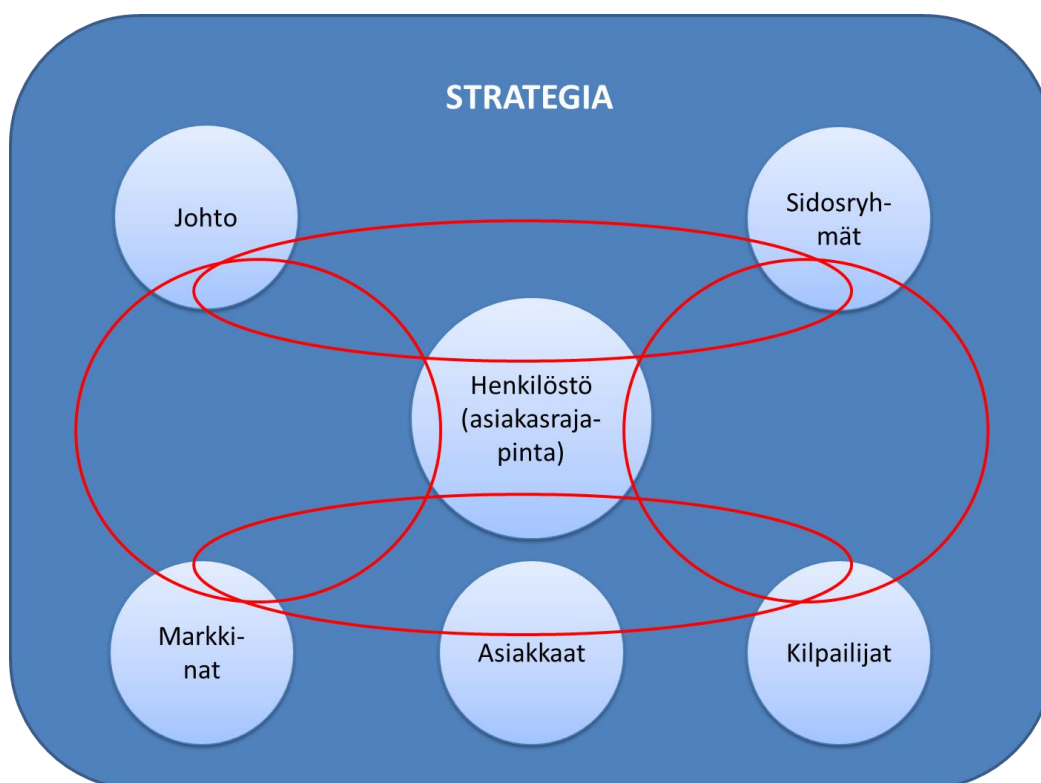 STRATEGIA
Johto
Sidosryh-
mät
Henkilöstö
(asiakasraja-
pinta)
Markki-
nat
Asiakkaat
Kilpailijat